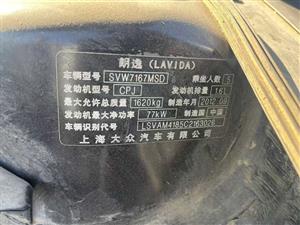 朗逸 (LAVIDA)
车辆型号 SVW7167MSD 乘坐人数 5
发动机型号 CPJ 发动机排量 1.6L
最大允许总质量 1620kg 制造年月 2012.08
发动机最大净功率 77kW 制造国 中国
车辆识别代号 LSVAM4185C2163028
上海大众汽车有限公司